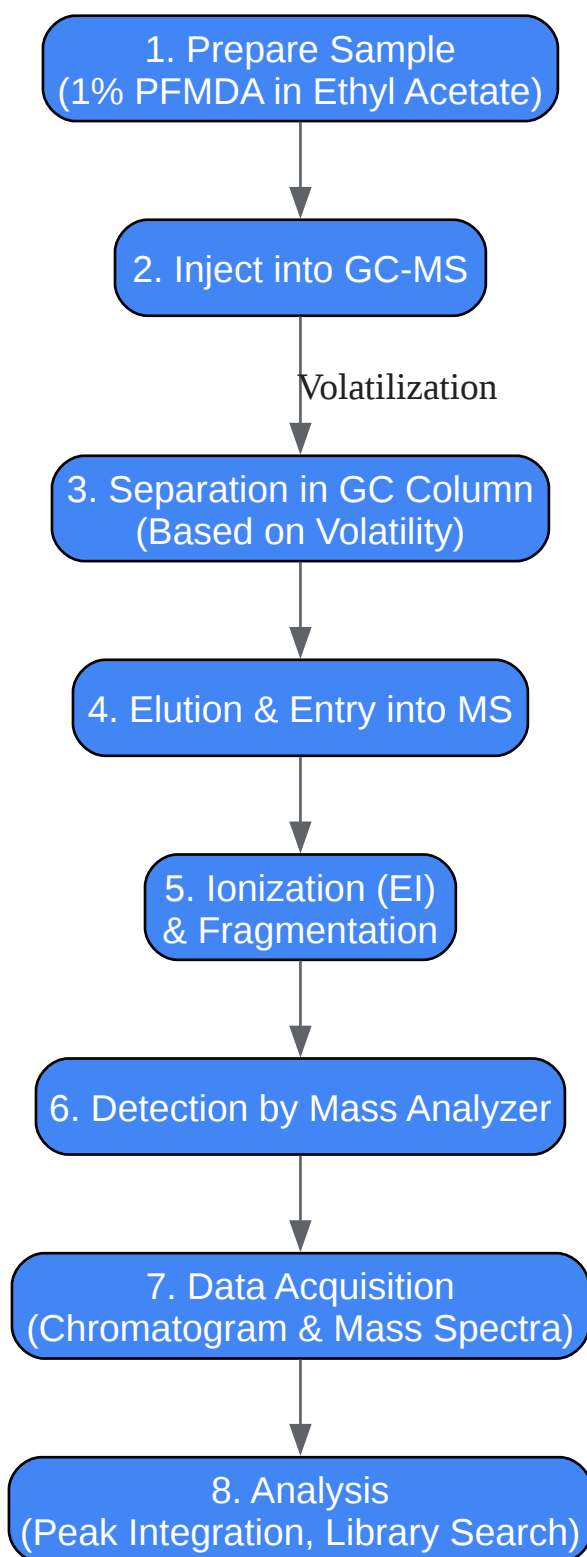 1. Prepare Sample
(1% PFMDA in Ethyl Acetate)
2. Inject into GC-MS
Volatilization
3. Separation in GC Column
(Based on Volatility)
4. Elution & Entry into MS
5. Ionization (EI)
& Fragmentation
6. Detection by Mass Analyzer
7. Data Acquisition
(Chromatogram & Mass Spectra)
8. Analysis
(Peak Integration, Library Search)